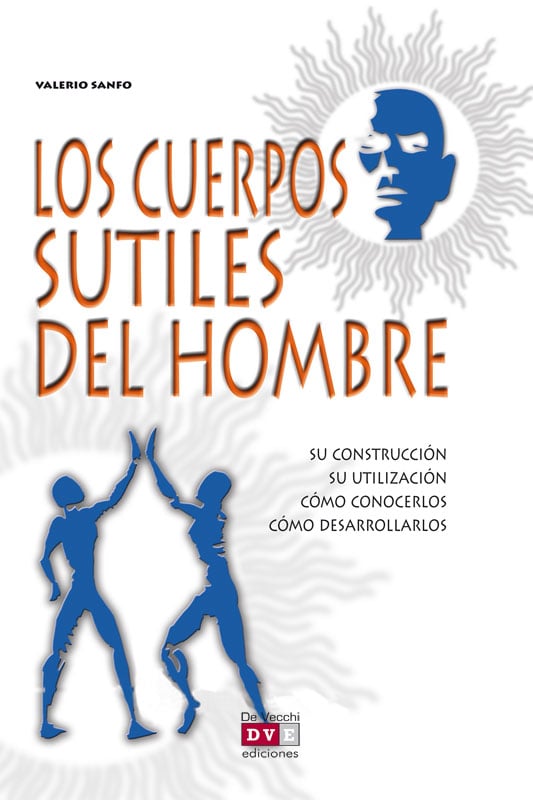 VALERIO SANFO
LOS CUERPOS
SUTILES
DEL HOMBRE
SU CONSTRUCCIÓN
SU UTILIZACIÓN
CÓMO CONOCERLOS
CÓMO DESARROLLARLOS
De Vecchi
DVE
ediciones